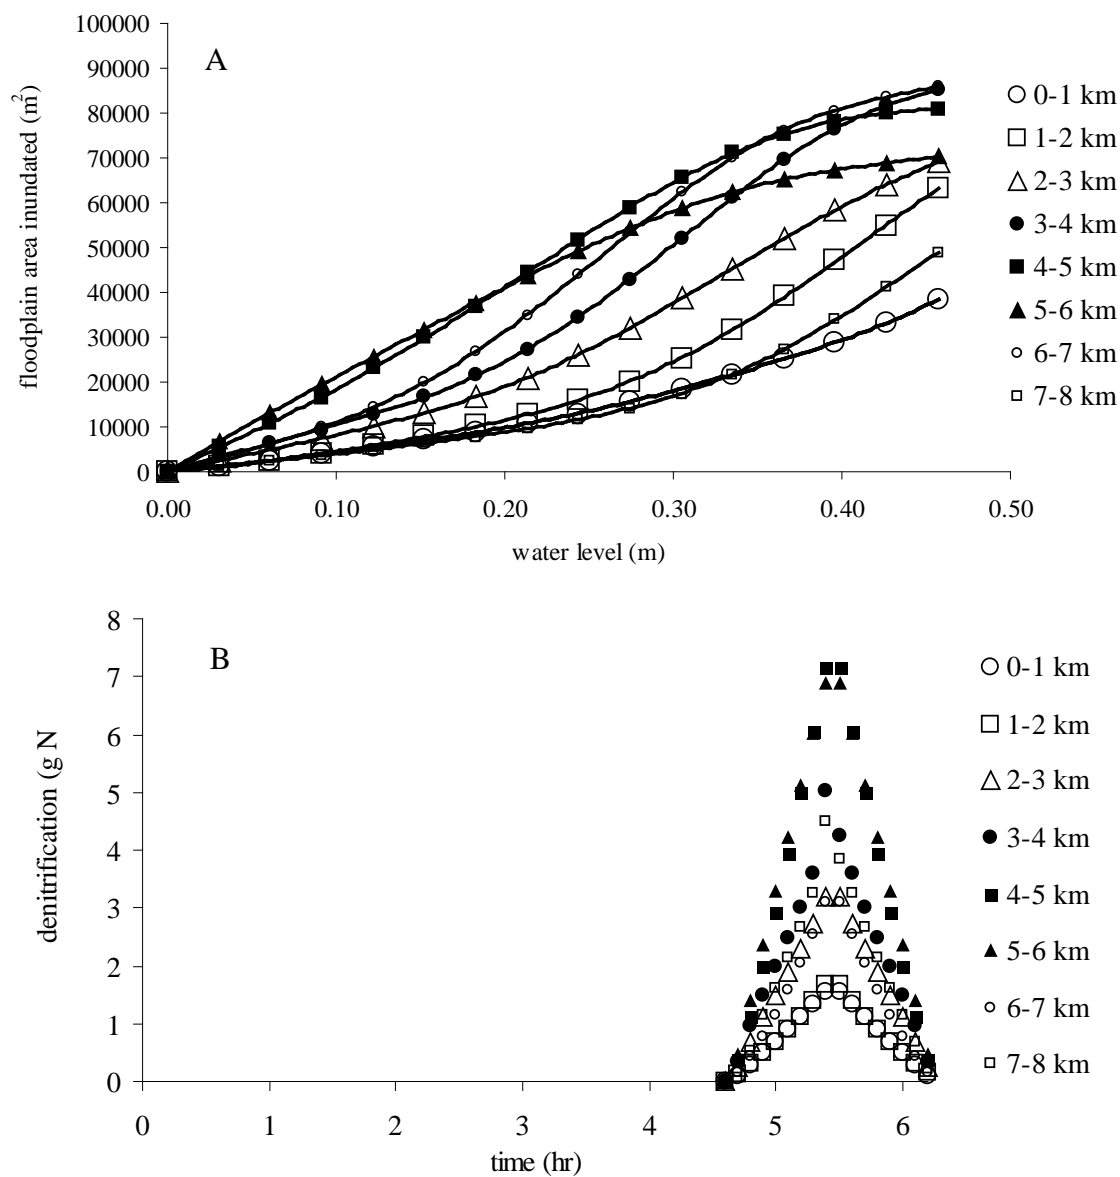 100000
90000
80000
70000
60000
50000
40000
30000
20000
10000
0
floodplain area inundated (m²)
A
0.00 0.10 0.20 0.30 0.40 0.50
water level (m)
0-1 km
1-2 km
2-3 km
3-4 km
4-5 km
5-6 km
6-7 km
7-8 km
8
7
6
5
4
3
2
1
0
denitrification (g N
B
0 1 2 3 4 5 6
time (hr)
0-1 km
1-2 km
2-3 km
3-4 km
4-5 km
5-6 km
6-7 km
7-8 km